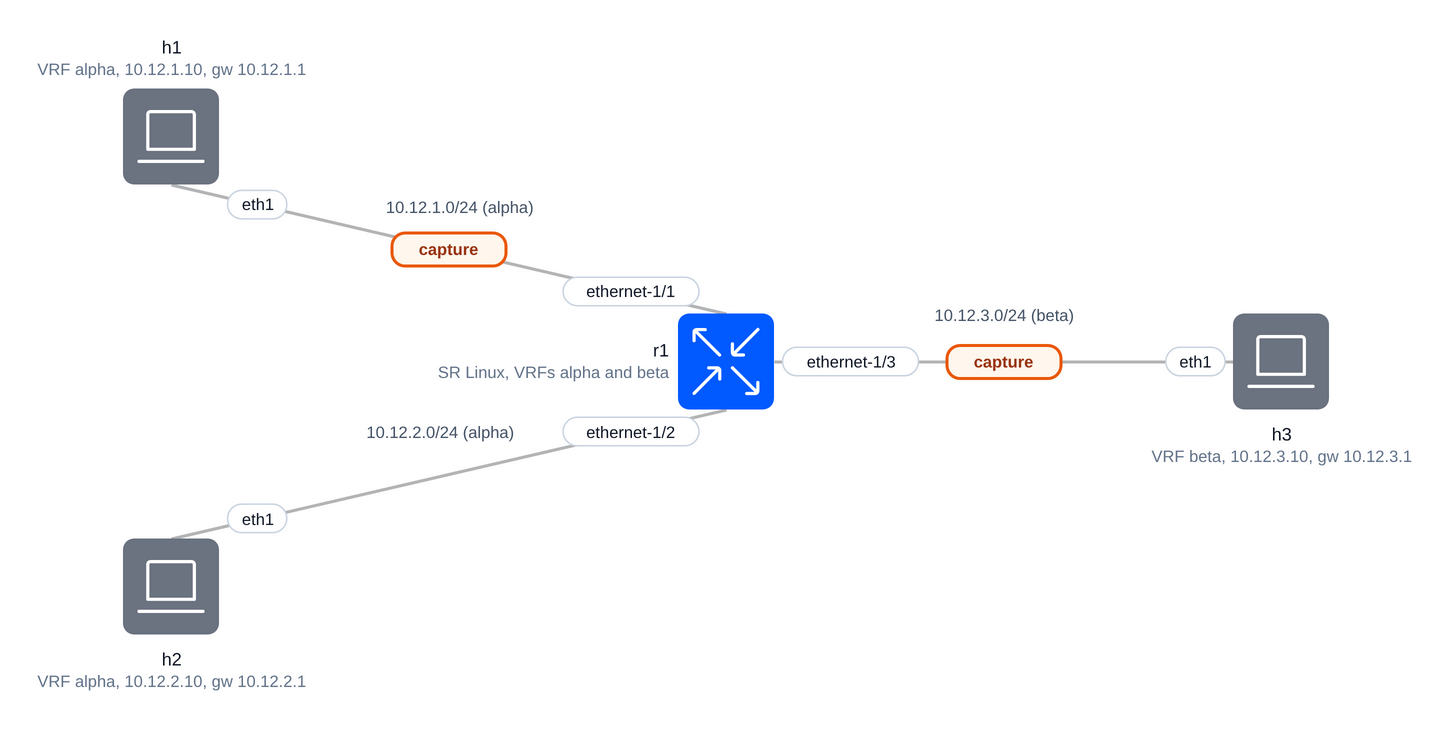 h1
VRF alpha, 10.12.1.10, gw 10.12.1.1
eth1
10.12.1.0/24 (alpha)
capture
ethernet-1/1
r1
SR Linux, VRFs alpha and beta
ethernet-1/3
10.12.3.0/24 (beta)
capture
eth1
h3
VRF beta, 10.12.3.10, gw 10.12.3.1
10.12.2.0/24 (alpha)
ethernet-1/2
eth1
h2
VRF alpha, 10.12.2.10, gw 10.12.2.1